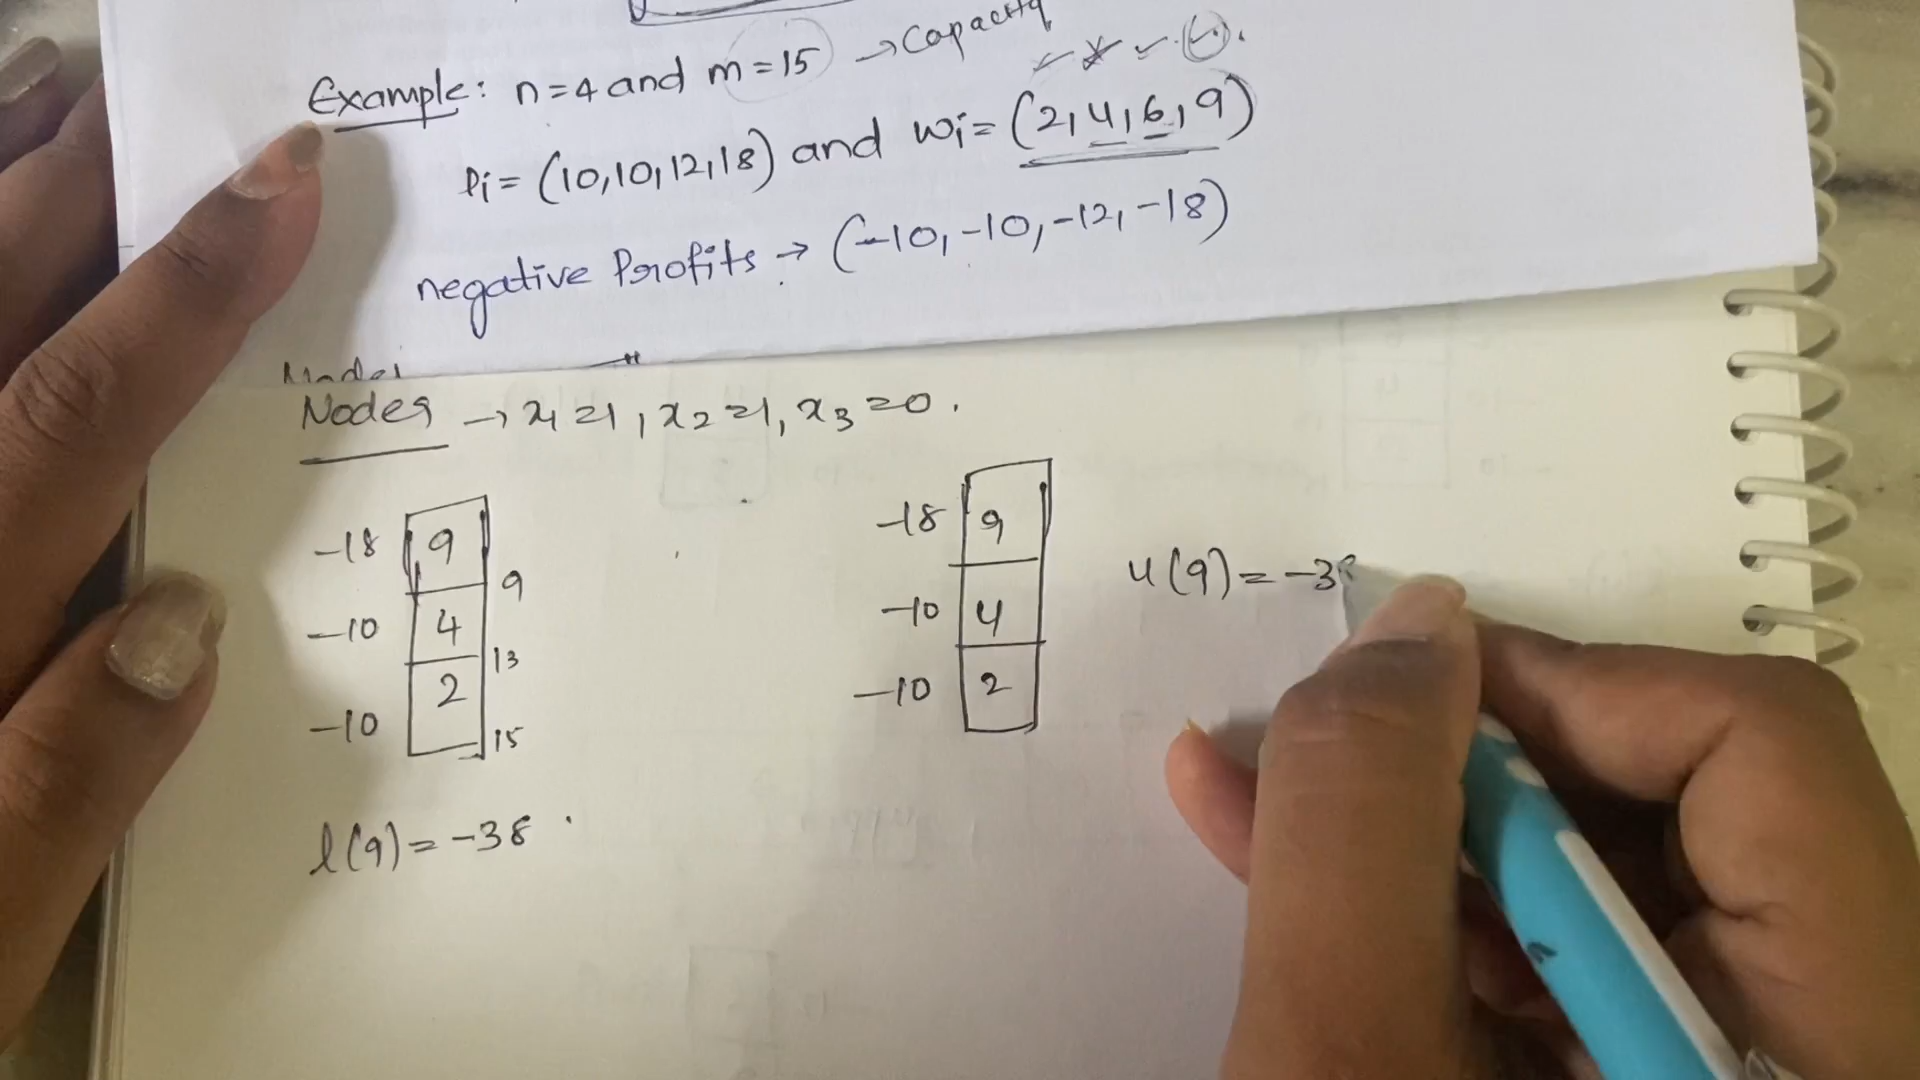 Example: n=4 and m=15 → Capacity
Pi = (10,10,12,18) and wi = (2,4,6,9)
negative Profits → (-10,-10,-12,-18)
Nodes → x1=1, x2=1, x3=0.
-18 9
9
-10 4
13
-10 2
15
l(9) = -38
-18 9
-10 4
-10 2
u(9) = -38